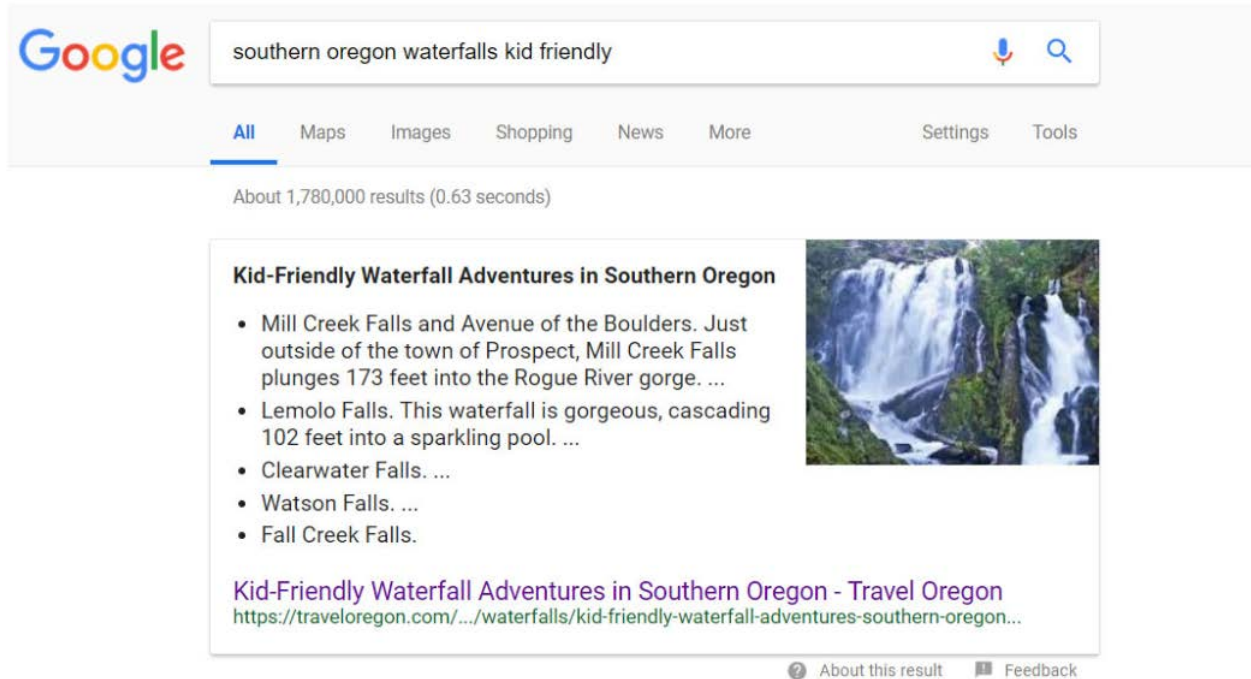 Google
southern oregon waterfalls kid friendly
All Maps Images Shopping News More Settings Tools
About 1,780,000 results (0.63 seconds)
Kid-Friendly Waterfall Adventures in Southern Oregon
• Mill Creek Falls and Avenue of the Boulders. Just
outside of the town of Prospect, Mill Creek Falls
plunges 173 feet into the Rogue River gorge. ...
• Lemolo Falls. This waterfall is gorgeous, cascading
102 feet into a sparkling pool. ...
• Clearwater Falls. ...
• Watson Falls. ...
• Fall Creek Falls.
Kid-Friendly Waterfall Adventures in Southern Oregon - Travel Oregon
https://traveloregon.com/.../waterfalls/kid-friendly-waterfall-adventures-southern-oregon...
About this result Feedback